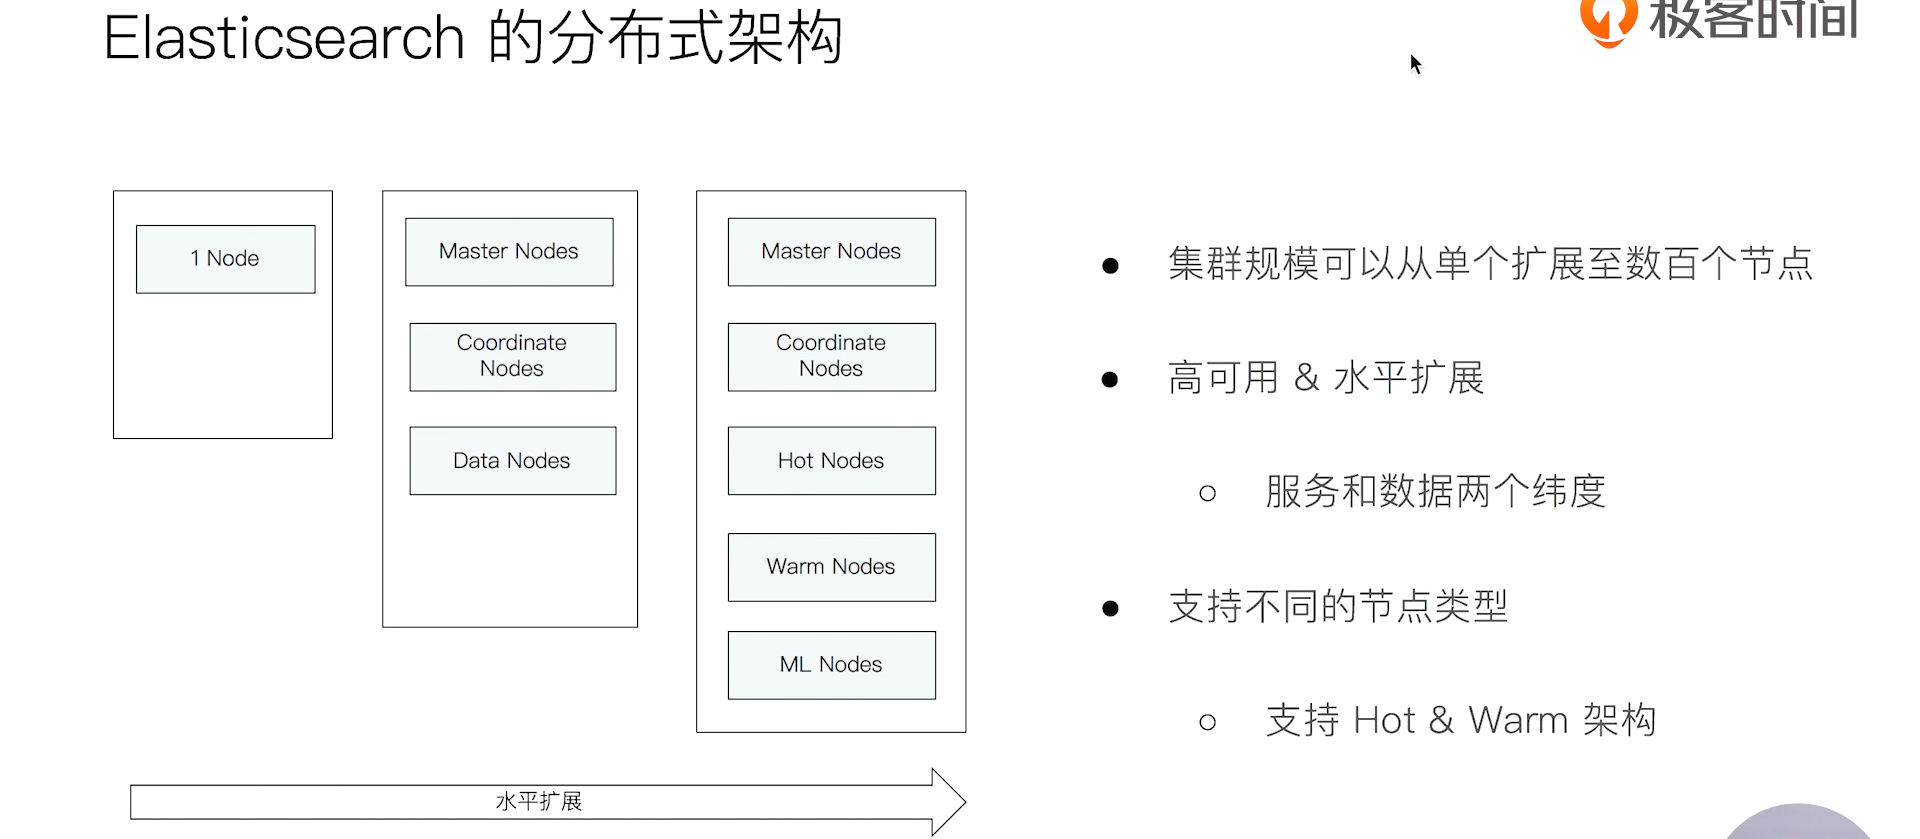 Elasticsearch 的分布式架构
极客时间
1 Node
Master Nodes
Coordinate
Nodes
Data Nodes
Master Nodes
Coordinate
Nodes
Hot Nodes
Warm Nodes
ML Nodes
水平扩展
集群规模可以从单个扩展至数百个节点
高可用 & 水平扩展
服务和数据两个纬度
支持不同的节点类型
支持 Hot & Warm 架构